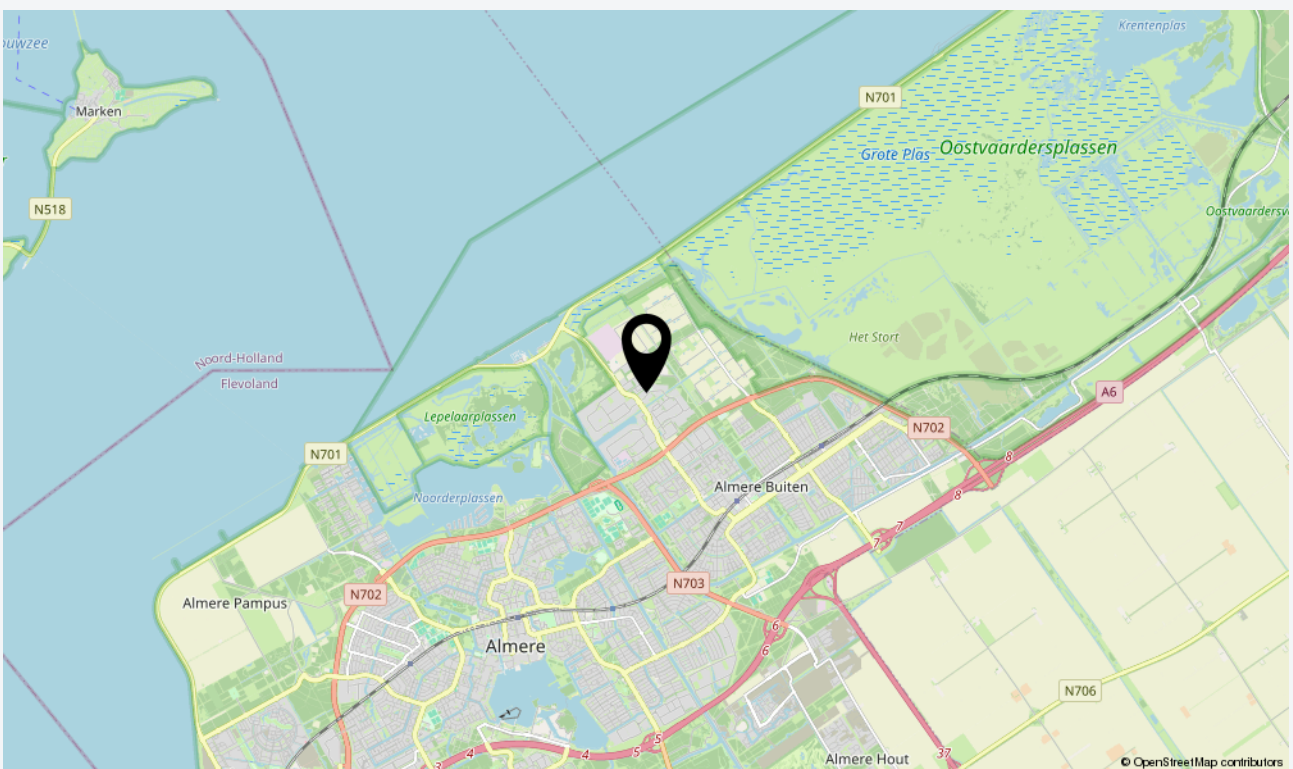 Krentenplas
ouwzee
N701
Marken
Grote Plas
Oostvaardersplassen
N518
Oostvaardersv
Het Stort
Noord-Holland
Flevoland
A6
Lepelaarplassen
N702
N701
8
Almere Buiten
8
Noorderplassen
7
7
N703
N702
Almere Pampus
6
6
Almere
N706
5
5
4
4
37
3
Almere Hout
© OpenStreetMap contributors